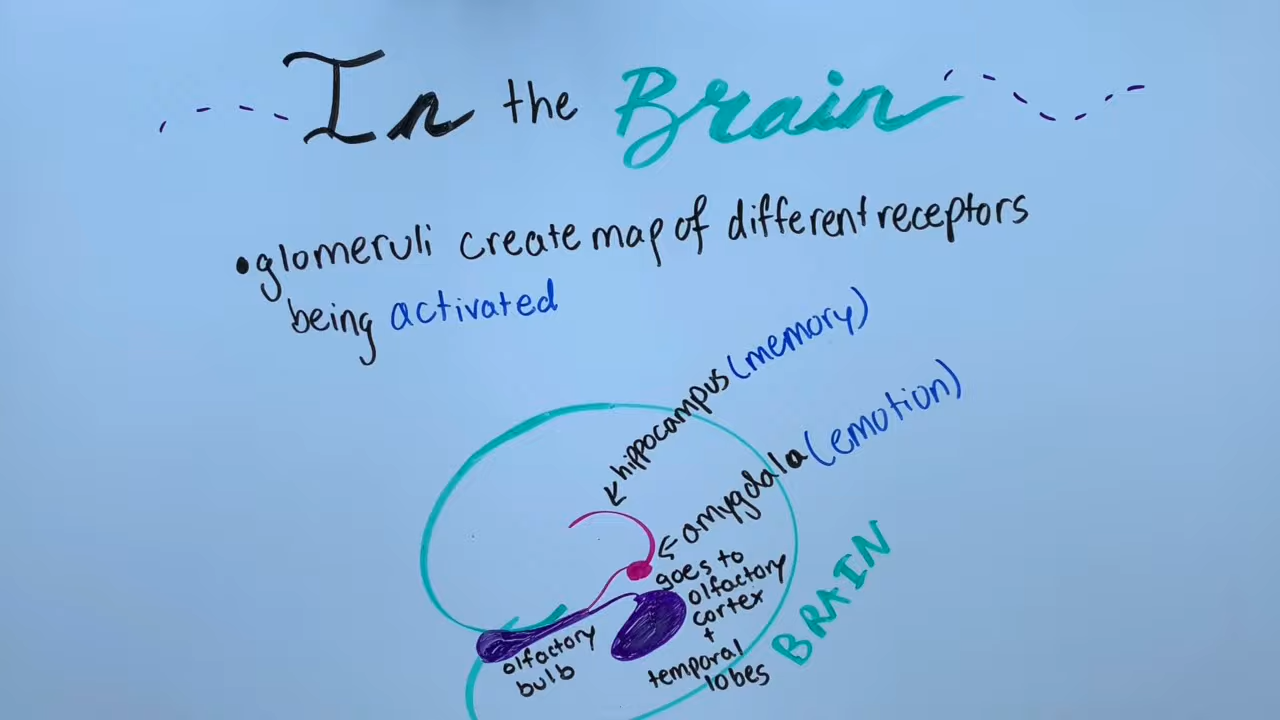 In the Brain
•glomeruli create map of different receptors
being activated
hippocampus (memory)
amygdala (emotion)
goes to
olfactory
cortex
+
temporal
lobes
olfactory
bulb
BRAIN